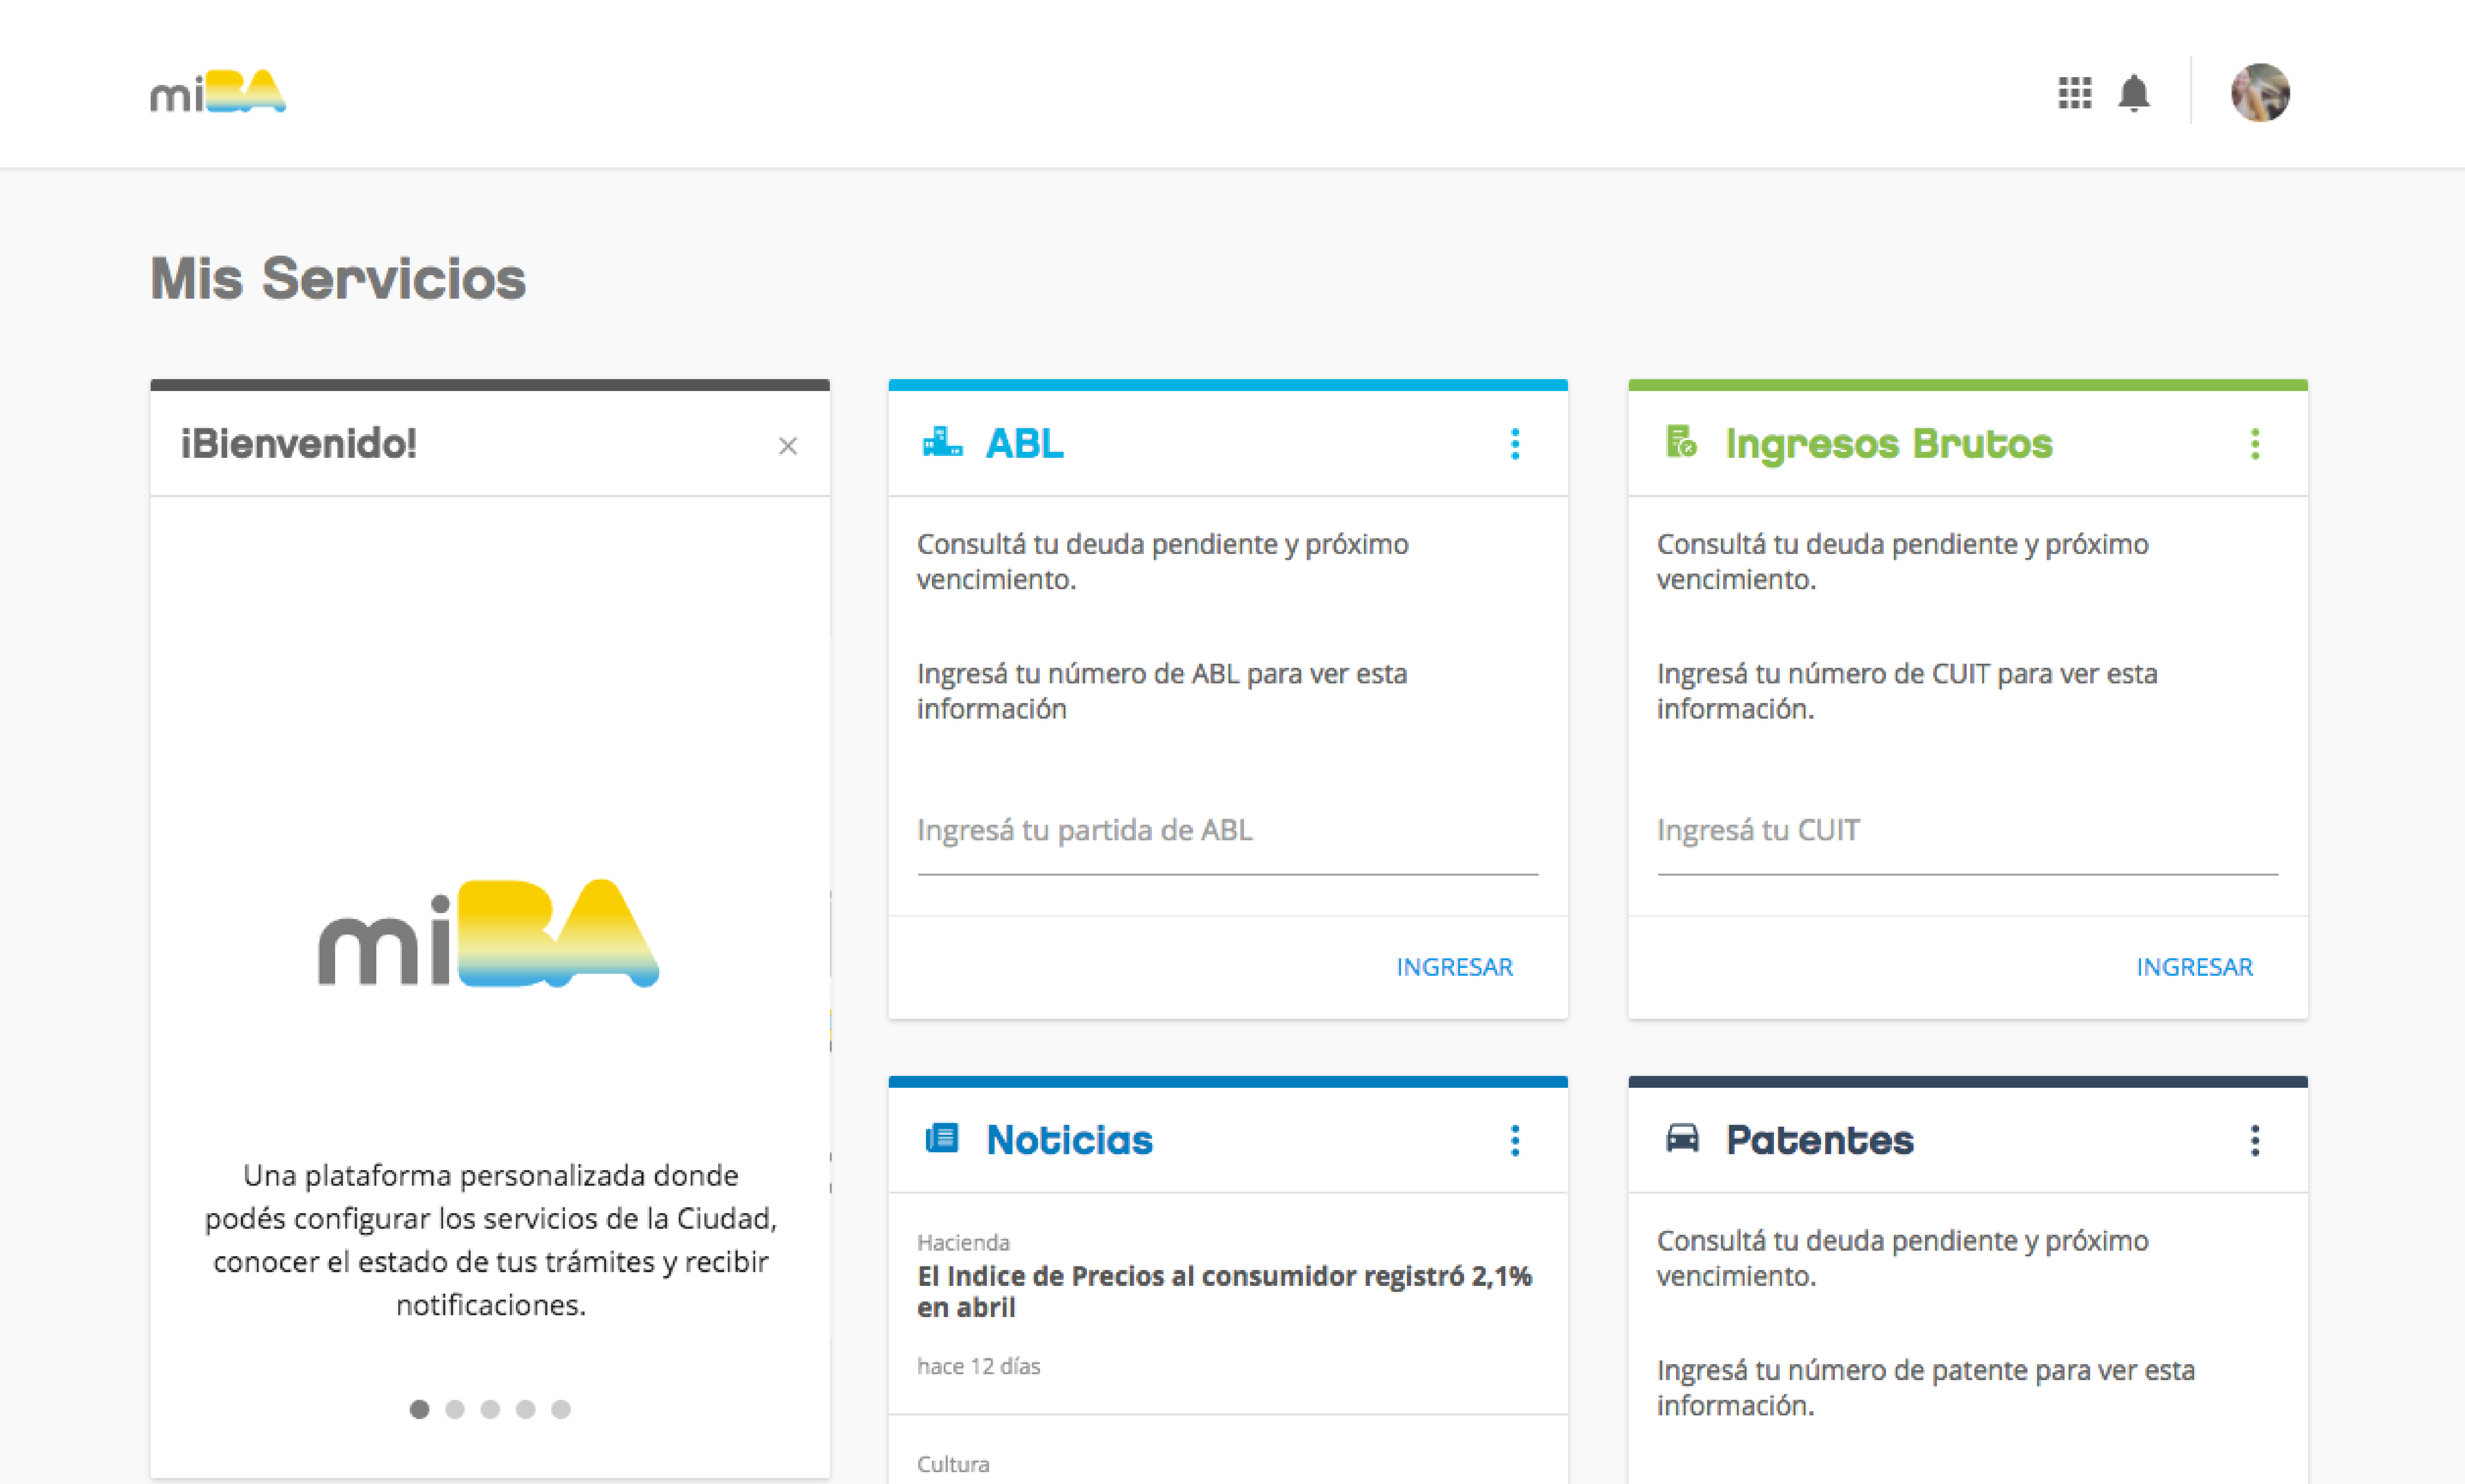 miBA
Mis Servicios
¡Bienvenido!
miBA
Una plataforma personalizada donde
podés configurar los servicios de la Ciudad,
conocer el estado de tus trámites y recibir
notificaciones.
ABL
Consultá tu deuda pendiente y próximo
vencimiento.
Ingresá tu número de ABL para ver esta
información
Ingresá tu partida de ABL
INGRESAR
Ingresos Brutos
Consultá tu deuda pendiente y próximo
vencimiento.
Ingresá tu número de CUIT para ver esta
información.
Ingresá tu CUIT
INGRESAR
Noticias
Hacienda
El Indice de Precios al consumidor registró 2,1%
en abril
hace 12 días
Cultura
Patentes
Consultá tu deuda pendiente y próximo
vencimiento.
Ingresá tu número de patente para ver esta
información.